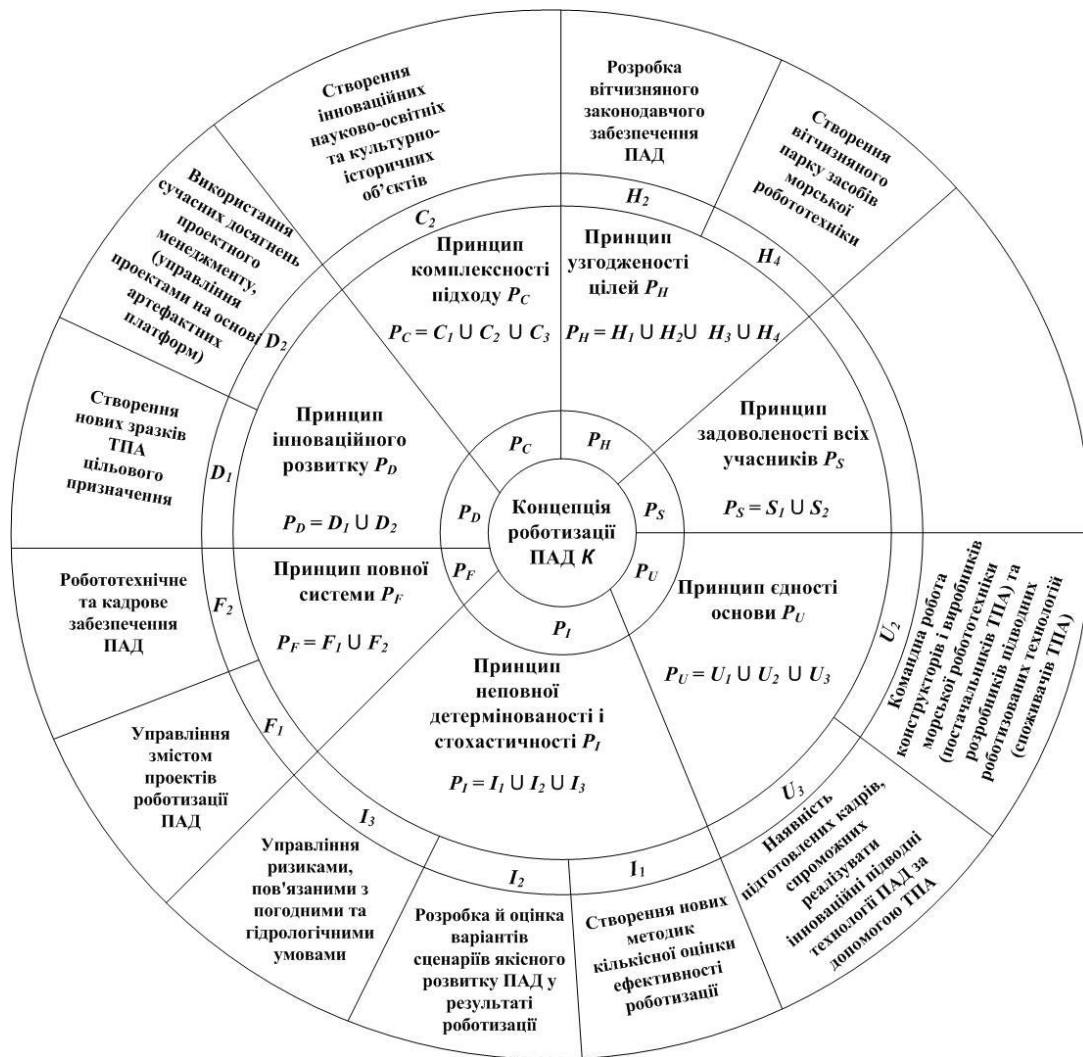 Створення
інноваційних
науково-освітніх
та культурно-
історичних
об'єктів
Розробка
вітчизняного
законодавчого
забезпечення
ПАД
Створення
вітчизняного
парку засобів
морської
робототехніки
Використання
сучасних досягнень
проектного
менеджменту,
(управління
проектами на основі
артефактних
платформ)
Створення
нових зразків
ТПА
цільового
призначення
Робототехнічне
та кадрове
забезпечення
ПАД
Управління
змістом
проектів
роботизації
ПАД
Управління
ризиками,
пов'язаними з
погодними та
гідрологічними
умовами
Розробка й оцінка
варіантів
сценаріїв якісного
розвитку ПАД у
результаті
роботизації
Створення нових
методик
кількісної оцінки
ефективності
роботизації
Наявність
підготовлених кадрів,
спроможних
реалізувати
інноваційні підводні
технології ПАД за
допомогою ТПА
Командна робота
конструкторів і виробників
морської робототехніки
(постачальників ТПА) та
розробників підводних
роботизованих технологій
(споживачів ТПА)
C2
H2
H4
D2
D1
F2
F1
I3
I2
I1
U3
U2
Принцип
комплексності
підходу PC
PC = C1 ∪ C2 ∪ C3
Принцип
узгодженості
цілей PH
PH = H1 ∪ H2 ∪ H3 ∪ H4
Принцип
інноваційного
розвитку PD
PD = D1 ∪ D2
Принцип
задоволеності всіх
учасників PS
PS = S1 ∪ S2
Принцип повної
системи PF
PF = F1 ∪ F2
Принцип єдності
основи PU
PU = U1 ∪ U2 ∪ U3
Принцип
неповної
детермінованості і
стохастичності PI
PI = I1 ∪ I2 ∪ I3
PC
PH
PD
PS
PF
PU
PI
Концепція
роботизації
ПАД K